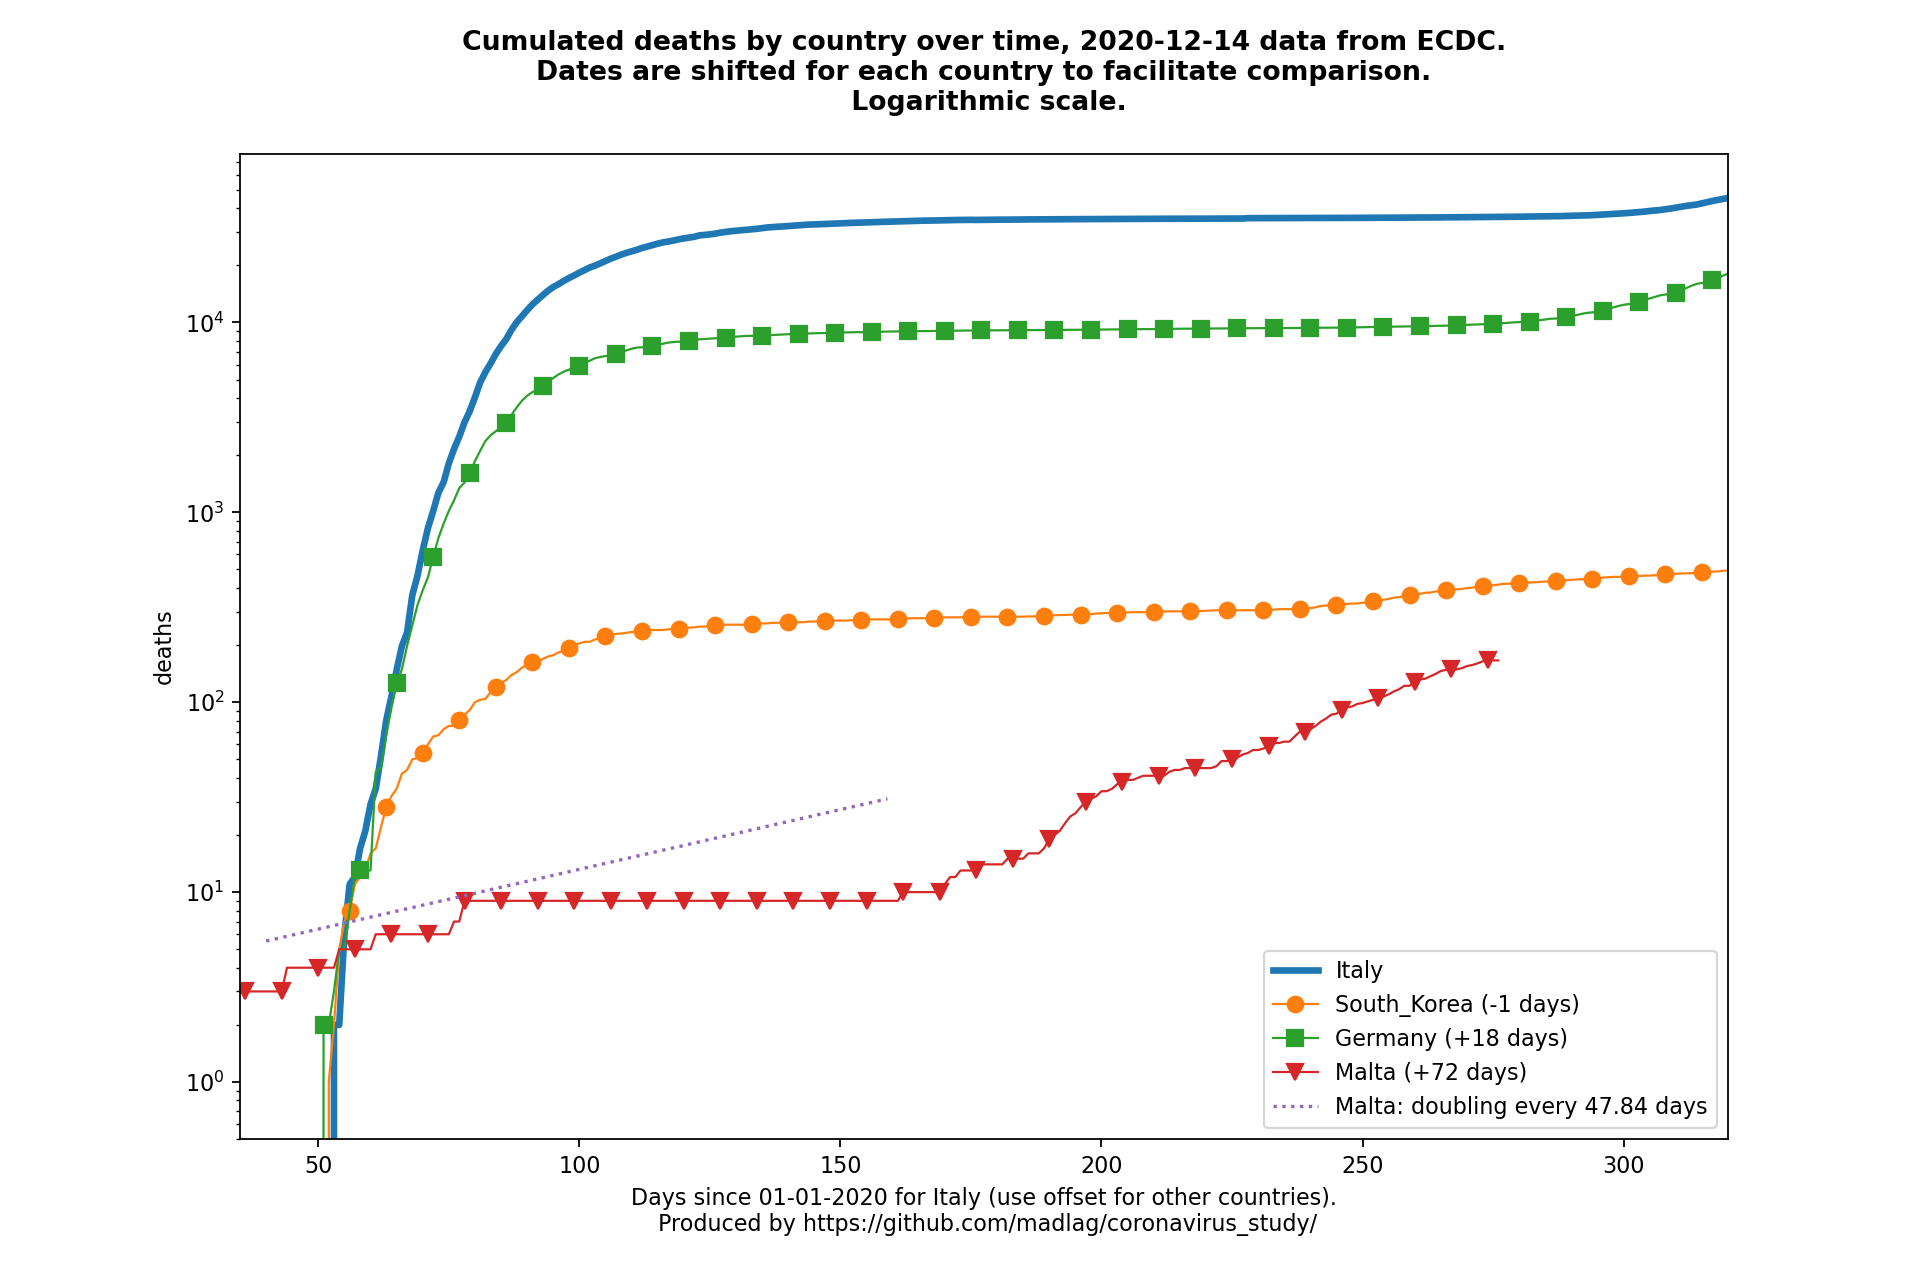 Cumulated deaths by country over time, 2020-12-14 data from ECDC.
Dates are shifted for each country to facilitate comparison.
Logarithmic scale.
deaths
10^4
10^3
10^2
10^1
10^0
50 100 150 200 250 300
Italy
South_Korea (-1 days)
Germany (+18 days)
Malta (+72 days)
Malta: doubling every 47.84 days
Days since 01-01-2020 for Italy (use offset for other countries).
Produced by https://github.com/madlag/coronavirus_study/